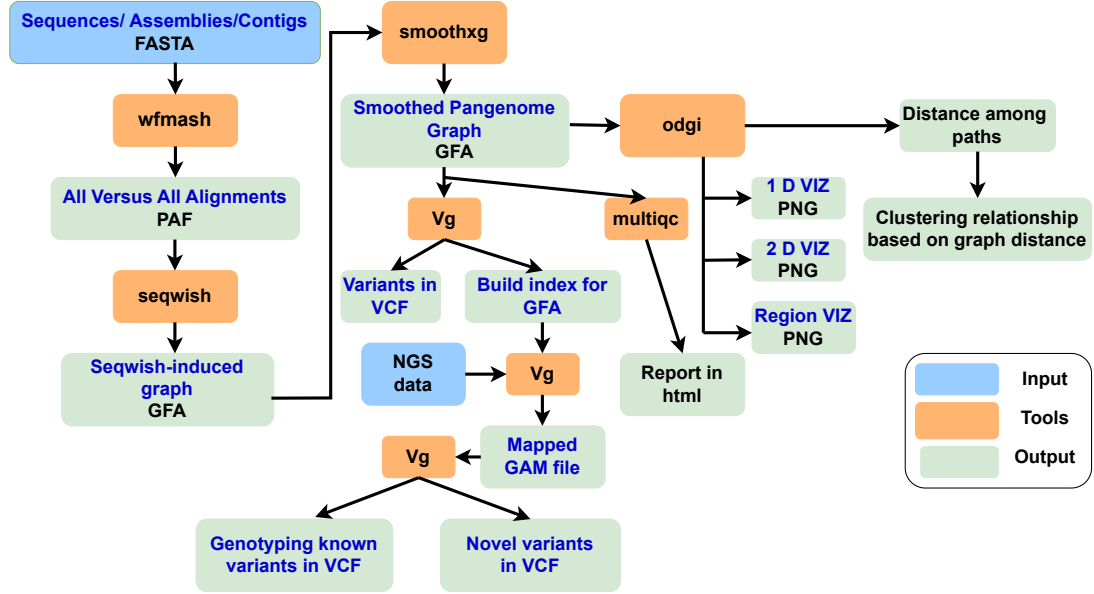 Sequences/ Assemblies/Contigs
FASTA
wfmash
All Versus All Alignments
PAF
seqwish
Seqwish-induced
graph
GFA
smoothxg
Smoothed Pangenome
Graph
GFA
odgi
Distance among
paths
Clustering relationship
based on graph distance
1 D VIZ
PNG
2 D VIZ
PNG
Region VIZ
PNG
Vg
multiqc
Variants in
VCF
Build index for
GFA
NGS
data
Vg
Report in
html
Mapped
GAM file
Vg
Genotyping known
variants in VCF
Novel variants
in VCF
Input
Tools
Output